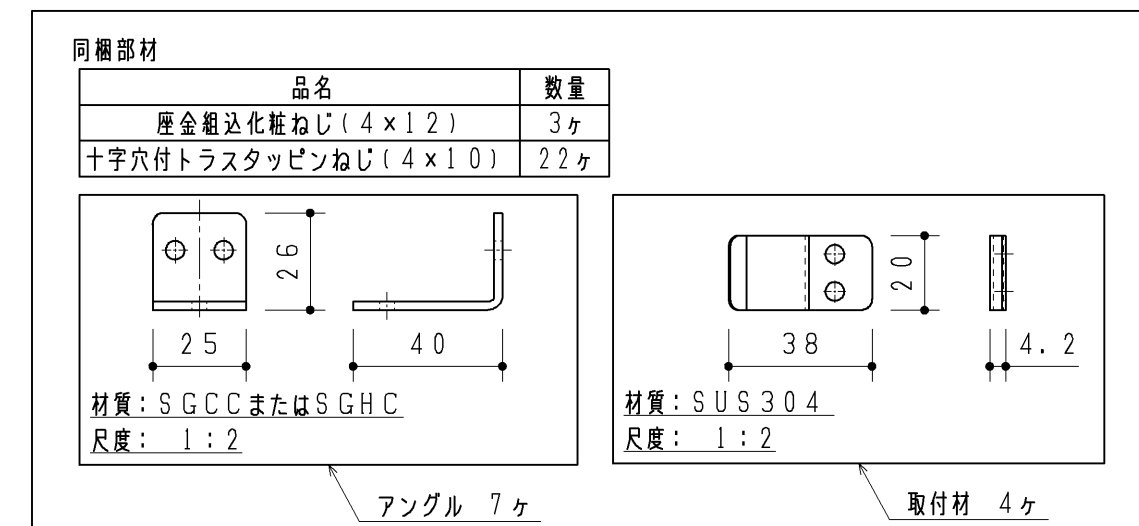 同梱部材
品名 数量
座金組込化粧ねじ(4×12) 3ヶ
十字穴付トラスタッピンねじ(4×10) 22ヶ
26
25
40
材質：SGCCまたはSGHC
尺度： 1：2
アングル 7ヶ
20
38
4.2
材質：SUS304
尺度： 1：2
取付材 4ヶ